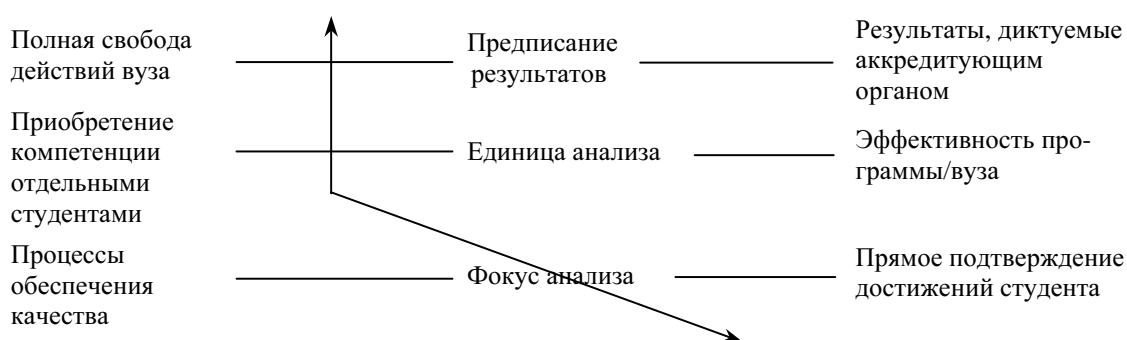 Полная свобода
действий вуза
Предписание
результатов
Результаты, диктуемые
аккредитующим
органом
Приобретение
компетенции
отдельными
студентами
Единица анализа
Эффективность про-
граммы/вуза
Процессы
обеспечения
качества
Фокус анализа
Прямое подтверждение
достижений студента